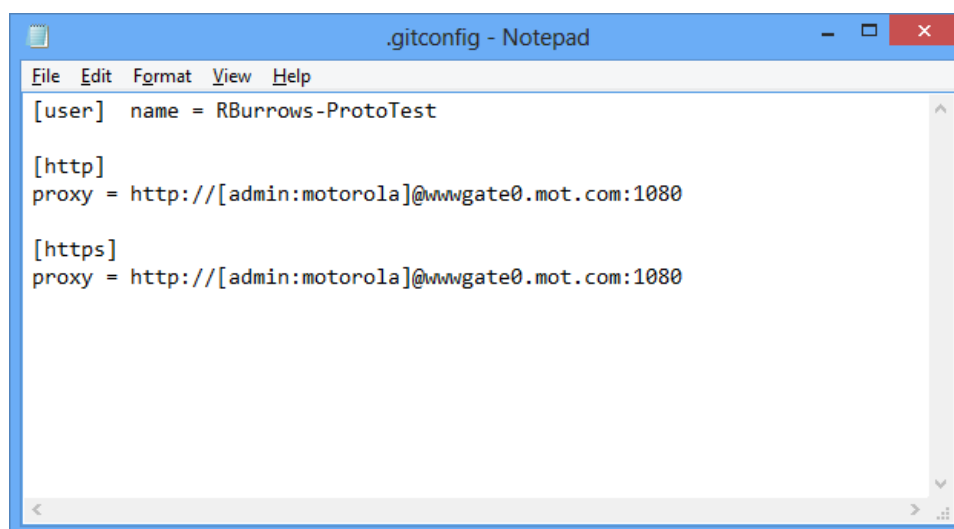 .gitconfig - Notepad
File Edit Format View Help
[user]  name = RBurrows-ProtoTest
[http]
proxy = http://[admin:motorola]@wwwgate0.mot.com:1080
[https]
proxy = http://[admin:motorola]@wwwgate0.mot.com:1080